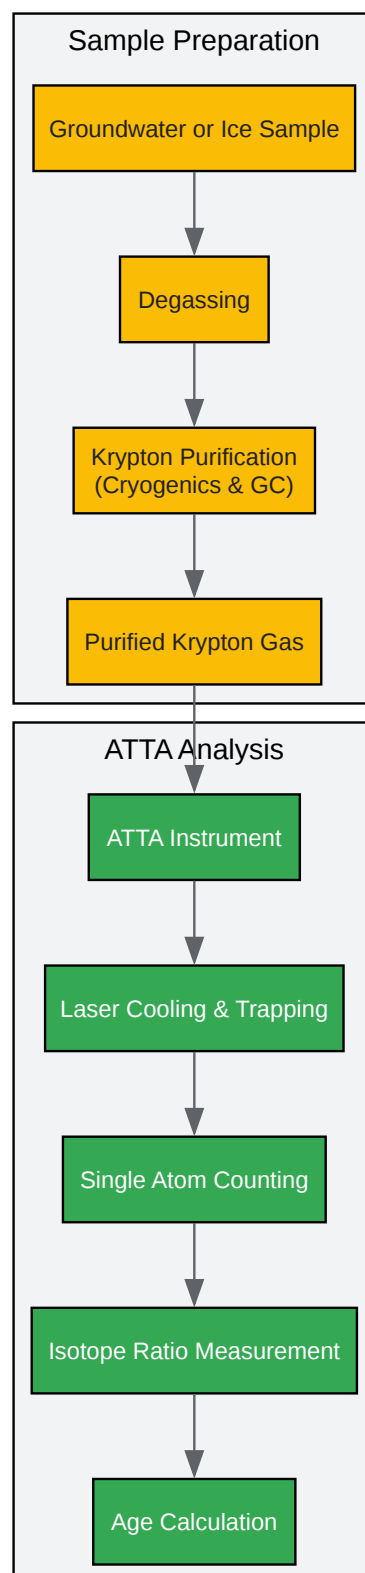 Sample Preparation
Groundwater or Ice Sample
Degassing
Krypton Purification
(Cryogenics & GC)
Purified Krypton Gas
ATTA Analysis
ATTA Instrument
Laser Cooling & Trapping
Single Atom Counting
Isotope Ratio Measurement
Age Calculation